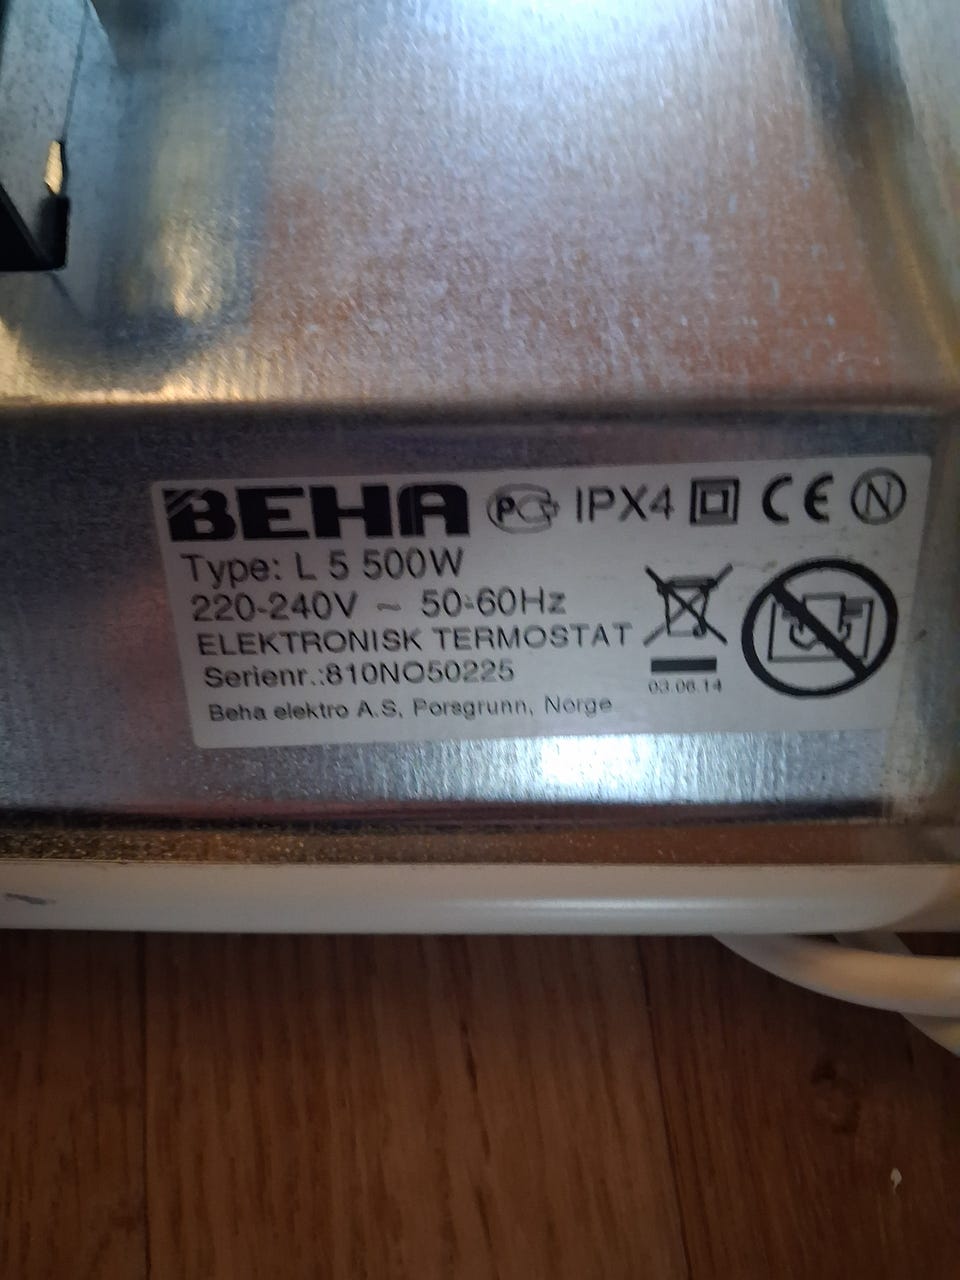 BEHA PG IPX4 CE N
Type: L 5 500W
220-240V ~ 50-60Hz
ELEKTRONISK TERMOSTAT
Serienr.:810NO50225
03.06.14
Beha elektro A.S, Porsgrunn, Norge